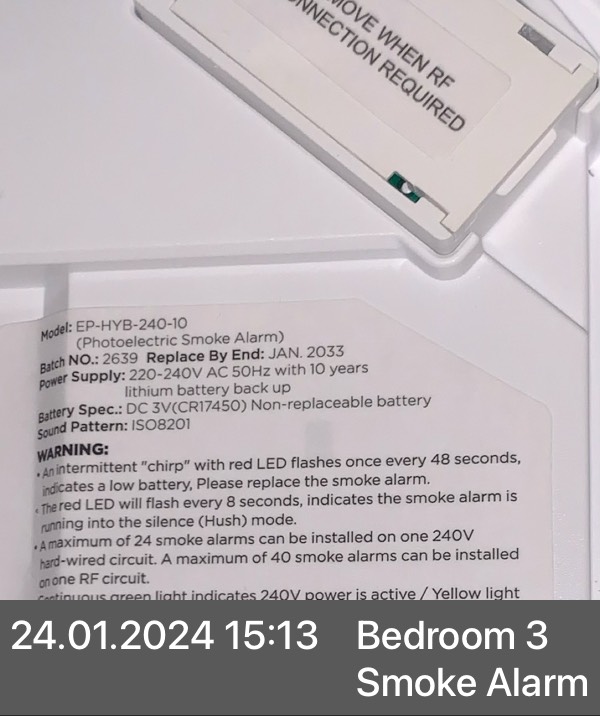 MOVE WHEN RF
CONNECTION REQUIRED
Model: EP-HYB-240-10
(Photoelectric Smoke Alarm)
Batch NO.: 2639 Replace By End: JAN. 2033
Power Supply: 220-240V AC 50Hz with 10 years
lithium battery back up
Battery Spec.: DC 3V(CR17450) Non-replaceable battery
Sound Pattern: ISO8201
WARNING:
• An intermittent "chirp" with red LED flashes once every 48 seconds,
indicates a low battery, Please replace the smoke alarm.
• The red LED will flash every 8 seconds, indicates the smoke alarm is
running into the silence (Hush) mode.
• A maximum of 24 smoke alarms can be installed on one 240V
hard-wired circuit. A maximum of 40 smoke alarms can be installed
on one RF circuit.
Continuous green light indicates 240V power is active / Yellow light
24.01.2024 15:13 Bedroom 3
Smoke Alarm